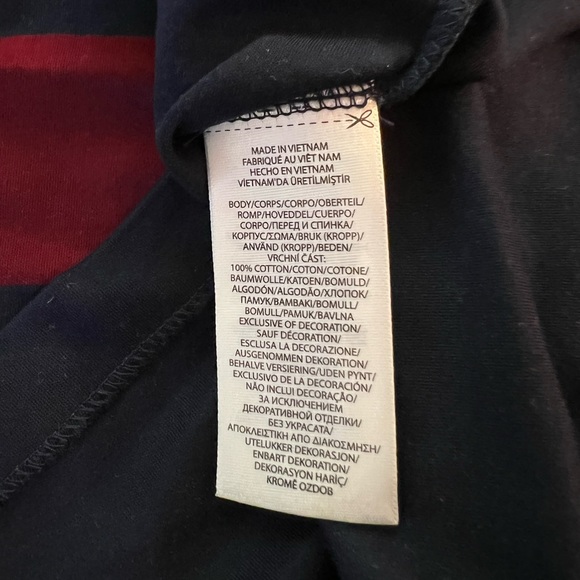 MADE IN VIETNAM
FABRIQUÉ AU VIÊT NAM
HECHO EN VIETNAM
VIETNAM'DA ÜRETİLMİŞTİR
BODY/CORPS/CORPO/OBERTEIL/
ROMP/HOVEDDEL/CUERPO/
CORPO/ПЕРЕД И СПИНКА/
КОРПУС/ΣΩΜΑ/BRUK (KROPP)/
ANVÄND (KROPP)/BEDEN/
VRCHNÍ ČÁST:
100% COTTON/COTON/COTONE/
BAUMWOLLE/KATOEN/BOMULD/
ALGODÓN/ALGODÃO/ХЛОПОК/
ПАМУК/ΒΑΜΒΑΚΙ/BOMULL/
BOMULL/PAMUK/BAVLNA
EXCLUSIVE OF DECORATION/
SAUF DÉCORATION/
ESCLUSA LA DECORAZIONE/
AUSGENOMMEN DEKORATION/
BEHALVE VERSIERING/UDEN PYNT/
EXCLUSIVO DE LA DECORACIÓN/
NÃO INCLUI DECORAÇÃO/
ЗА ИСКЛЮЧЕНИЕМ
ДЕКОРАТИВНОЙ ОТДЕЛКИ/
БЕЗ УКРАСАТА/
ΑΠΟΚΛΕΙΣΤΙΚΗ ΑΠΟ ΔΙΑΚΟΣΜΗΣΗ/
UTELUKKER DEKORASJON/
ENBART DEKORATION/
DEKORASYON HARİÇ/
KROMĚ OZDOB